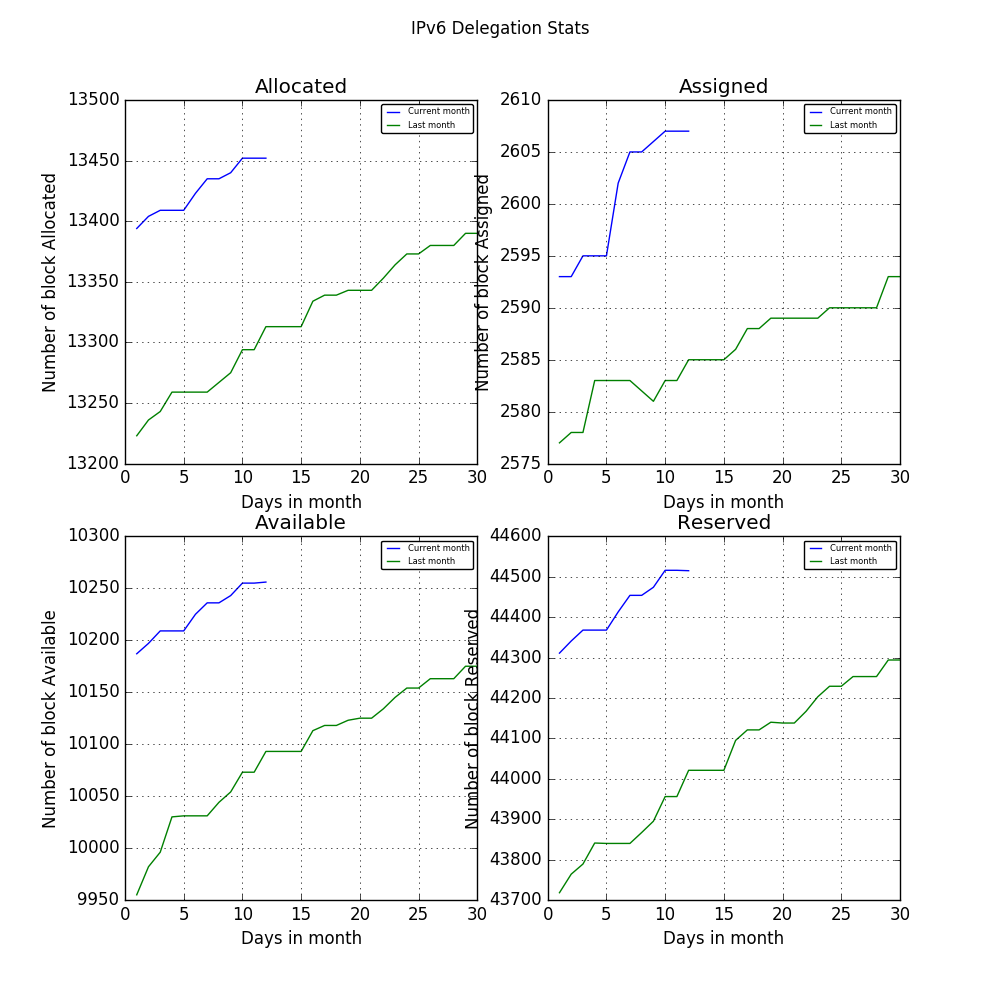 IPv6 Delegation Stats
Allocated
Number of block Allocated
13500
13450
13400
13350
13300
13250
13200
0 5 10 15 20 25 30
Days in month
Current month
Last month
Assigned
Number of block Assigned
2610
2605
2600
2595
2590
2585
2580
2575
0 5 10 15 20 25 30
Days in month
Current month
Last month
Available
Number of block Available
10300
10250
10200
10150
10100
10050
10000
9950
0 5 10 15 20 25 30
Days in month
Current month
Last month
Reserved
Number of block Reserved
44600
44500
44400
44300
44200
44100
44000
43900
43800
43700
0 5 10 15 20 25 30
Days in month
Current month
Last month